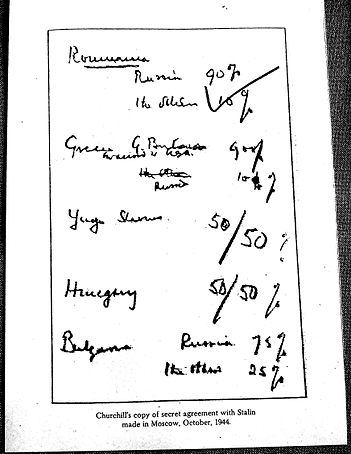 Roumania
Russia 90%
The others 10%
Greece G. Britain 90%
in accord w U.S.A.
The others
Russia 10%
Yugo Slavia 50/50 %
Hungary 50/50 %
Bulgaria Russia 75%
The others 25%
Churchill's copy of secret agreement with Stalin
made in Moscow, October, 1944.